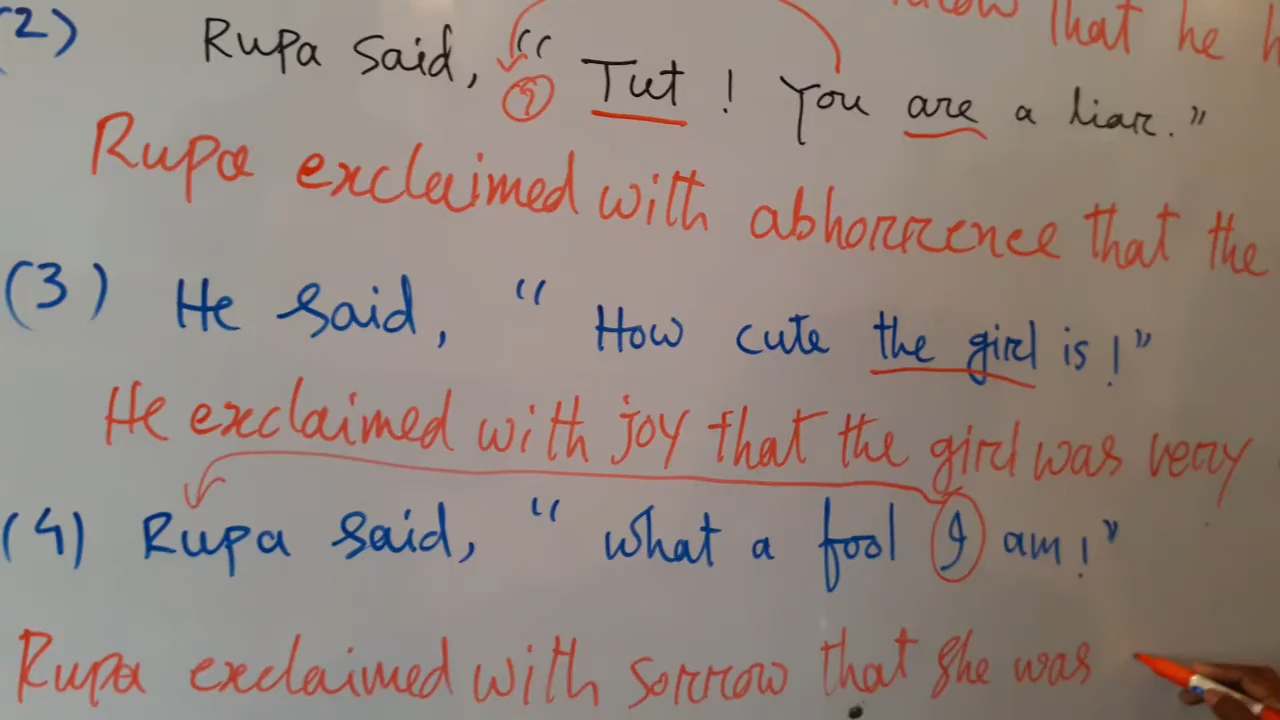 that he
(2) Rupa said, " Tut ! You are a liar."
Rupa exclaimed with abhorrence that the
(3) He said, " How cute the girl is !"
He exclaimed with joy that the girl was very
(4) Rupa said, " what a fool I am !"
Rupa exclaimed with sorrow that she was